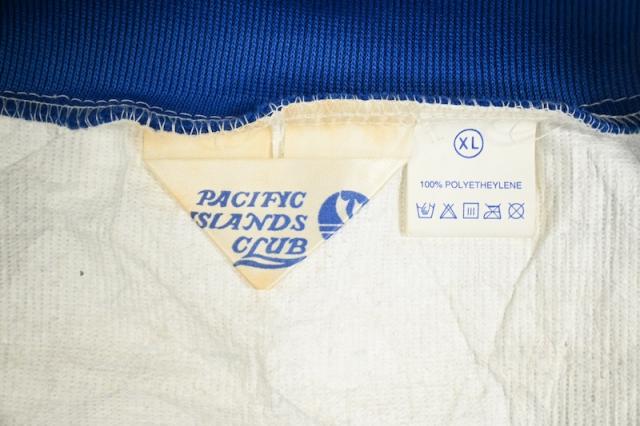 PACIFIC
ISLANDS
CLUB
XL
100% POLYETHEYLENE